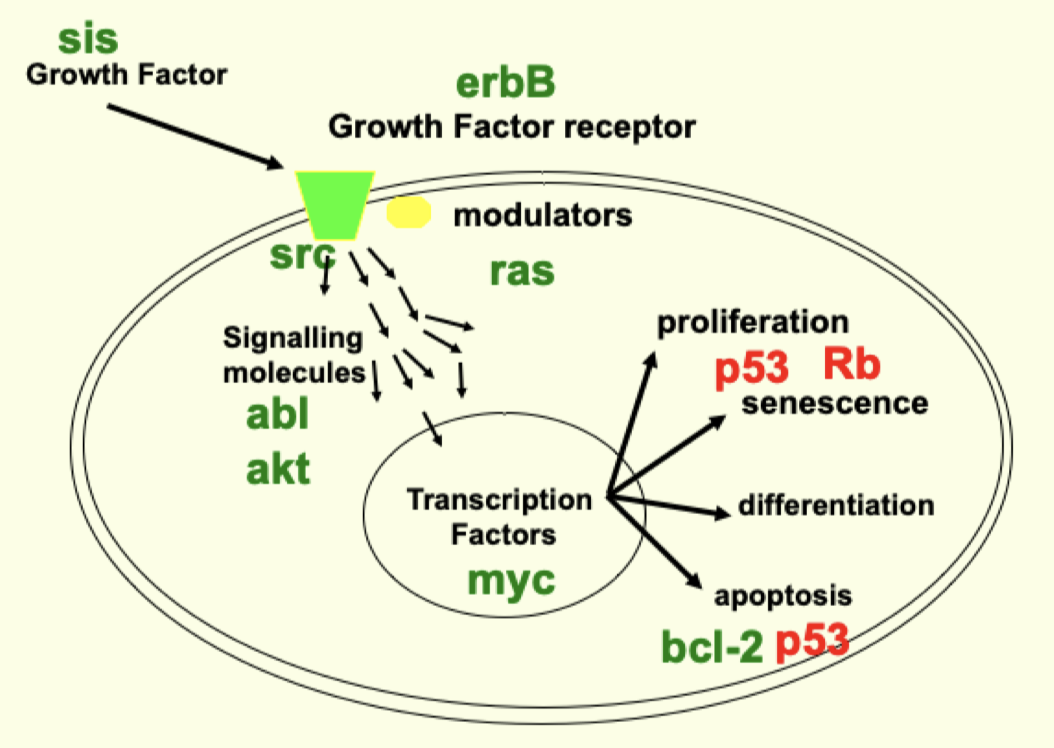 sis
Growth Factor
erbB
Growth Factor receptor
modulators
src
ras
Signalling
molecules
abl
akt
Transcription
Factors
myc
proliferation
p53 Rb
senescence
differentiation
apoptosis
bcl-2 p53